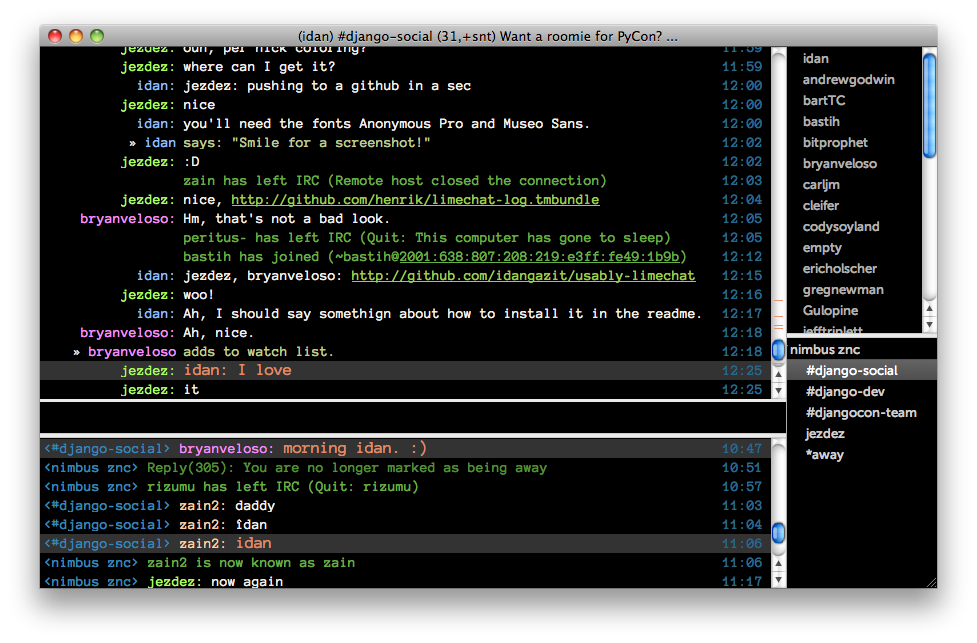 (idan) #django-social (31,+snt) Want a roomie for PyCon? ...
jezdez: ooh, per nick coloring? 11:59
jezdez: where can I get it? 11:59
idan: jezdez: pushing to a github in a sec 12:00
jezdez: nice 12:00
idan: you'll need the fonts Anonymous Pro and Museo Sans. 12:00
» idan says: "Smile for a screenshot!" 12:02
jezdez: :D 12:02
zain has left IRC (Remote host closed the connection) 12:03
jezdez: nice, http://github.com/henrik/limechat-log.tmbundle 12:04
bryanveloso: Hm, that's not a bad look. 12:05
peritus- has left IRC (Quit: This computer has gone to sleep) 12:05
bastih has joined (~bastih@2001:638:807:208:219:e3ff:fe49:1b9b) 12:12
idan: jezdez, bryanveloso: http://github.com/idangazit/usably-limechat 12:15
jezdez: woo! 12:16
idan: Ah, I should say somethign about how to install it in the readme. 12:17
bryanveloso: Ah, nice. 12:18
» bryanveloso adds to watch list. 12:18
jezdez: idan: I love 12:25
jezdez: it 12:25
<#django-social> bryanveloso: morning idan. :) 10:47
<nimbus znc> Reply(305): You are no longer marked as being away 10:51
<nimbus znc> rizumu has left IRC (Quit: rizumu) 10:57
<#django-social> zain2: daddy 11:03
<#django-social> zain2: îdan 11:04
<#django-social> zain2: idan 11:06
<nimbus znc> zain2 is now known as zain 11:06
<nimbus znc> jezdez: now again 11:17
idan
andrewgodwin
bartTC
bastih
bitprophet
bryanveloso
carljm
cleifer
codysoyland
empty
ericholscher
gregnewman
Gulopine
jefftriplett
nimbus znc
#django-social
#django-dev
#djangocon-team
jezdez
*away